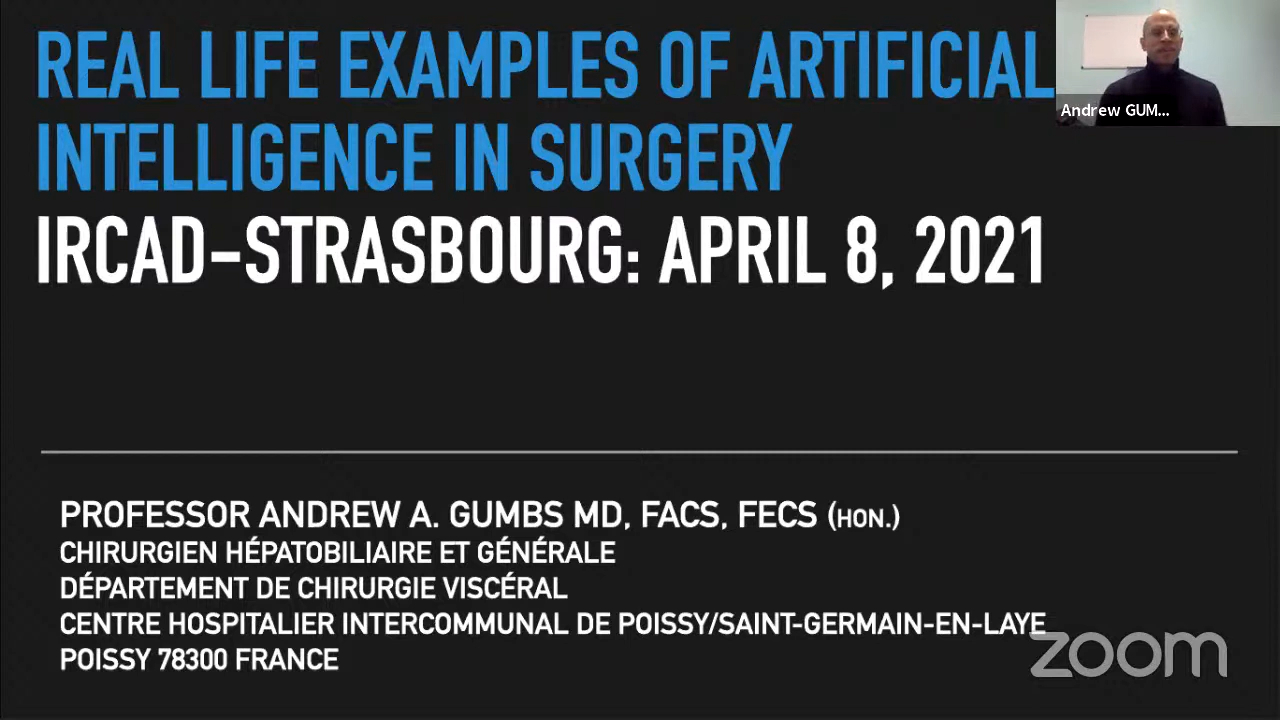 REAL LIFE EXAMPLES OF ARTIFICIAL
INTELLIGENCE IN SURGERY
IRCAD-STRASBOURG: APRIL 8, 2021
Andrew GUM...
PROFESSOR ANDREW A. GUMBS MD, FACS, FECS (HON.)
CHIRURGIEN HÉPATOBILIAIRE ET GÉNÉRALE
DÉPARTEMENT DE CHIRURGIE VISCÉRAL
CENTRE HOSPITALIER INTERCOMMUNAL DE POISSY/SAINT-GERMAIN-EN-LAYE
POISSY 78300 FRANCE
zoom